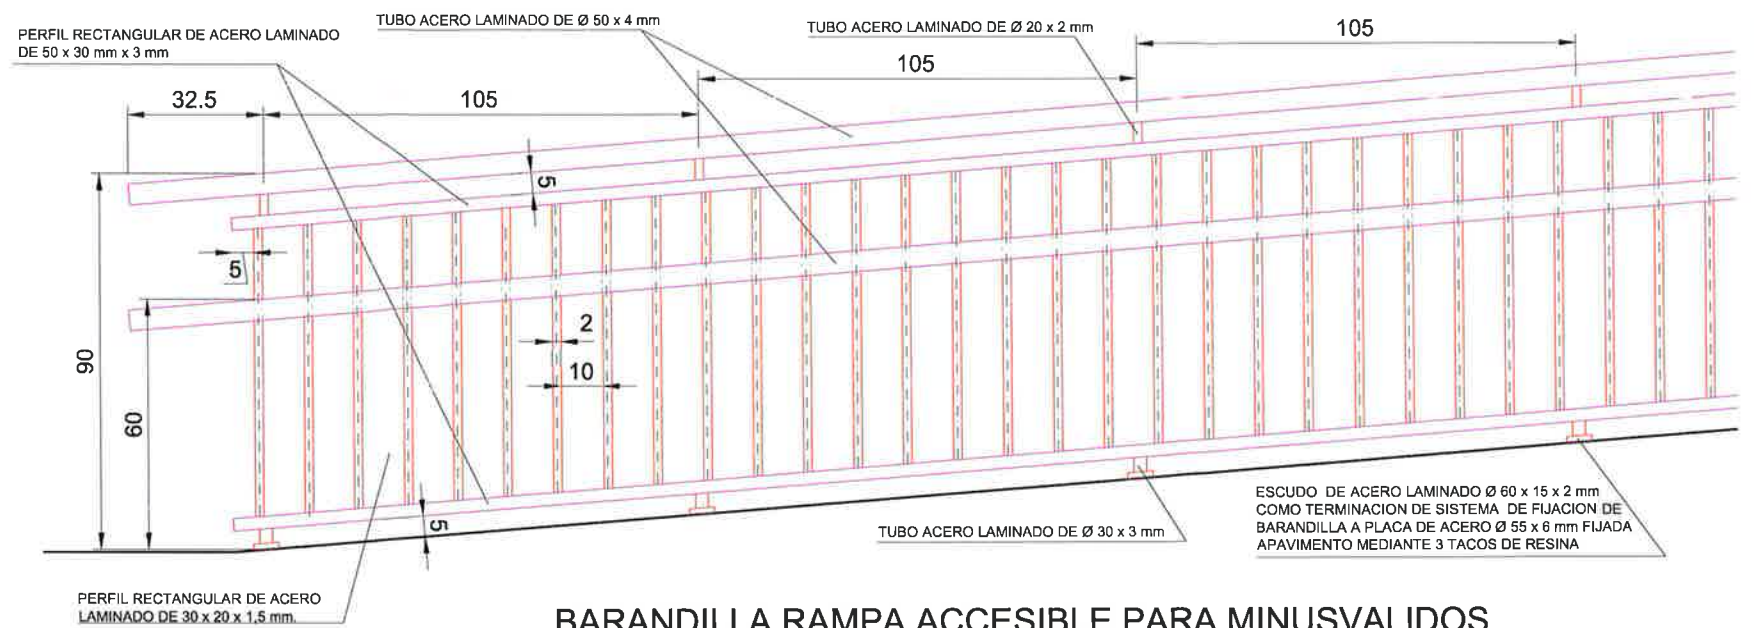 PERFIL RECTANGULAR DE ACERO LAMINADO
DE 50 x 30 mm x 3 mm
TUBO ACERO LAMINADO DE Ø 50 x 4 mm
TUBO ACERO LAMINADO DE Ø 20 x 2 mm
105
105
32.5
105
5
5
90
60
2
10
5
TUBO ACERO LAMINADO DE Ø 30 x 3 mm
ESCUDO DE ACERO LAMINADO Ø 60 x 15 x 2 mm
COMO TERMINACION DE SISTEMA DE FIJACION DE
BARANDILLA A PLACA DE ACERO Ø 55 x 6 mm FIJADA
APAVIMENTO MEDIANTE 3 TACOS DE RESINA
PERFIL RECTANGULAR DE ACERO
LAMINADO DE 30 x 20 x 1,5 mm.
BARANDILLA RAMPA ACCESIBLE PARA MINUSVALIDOS